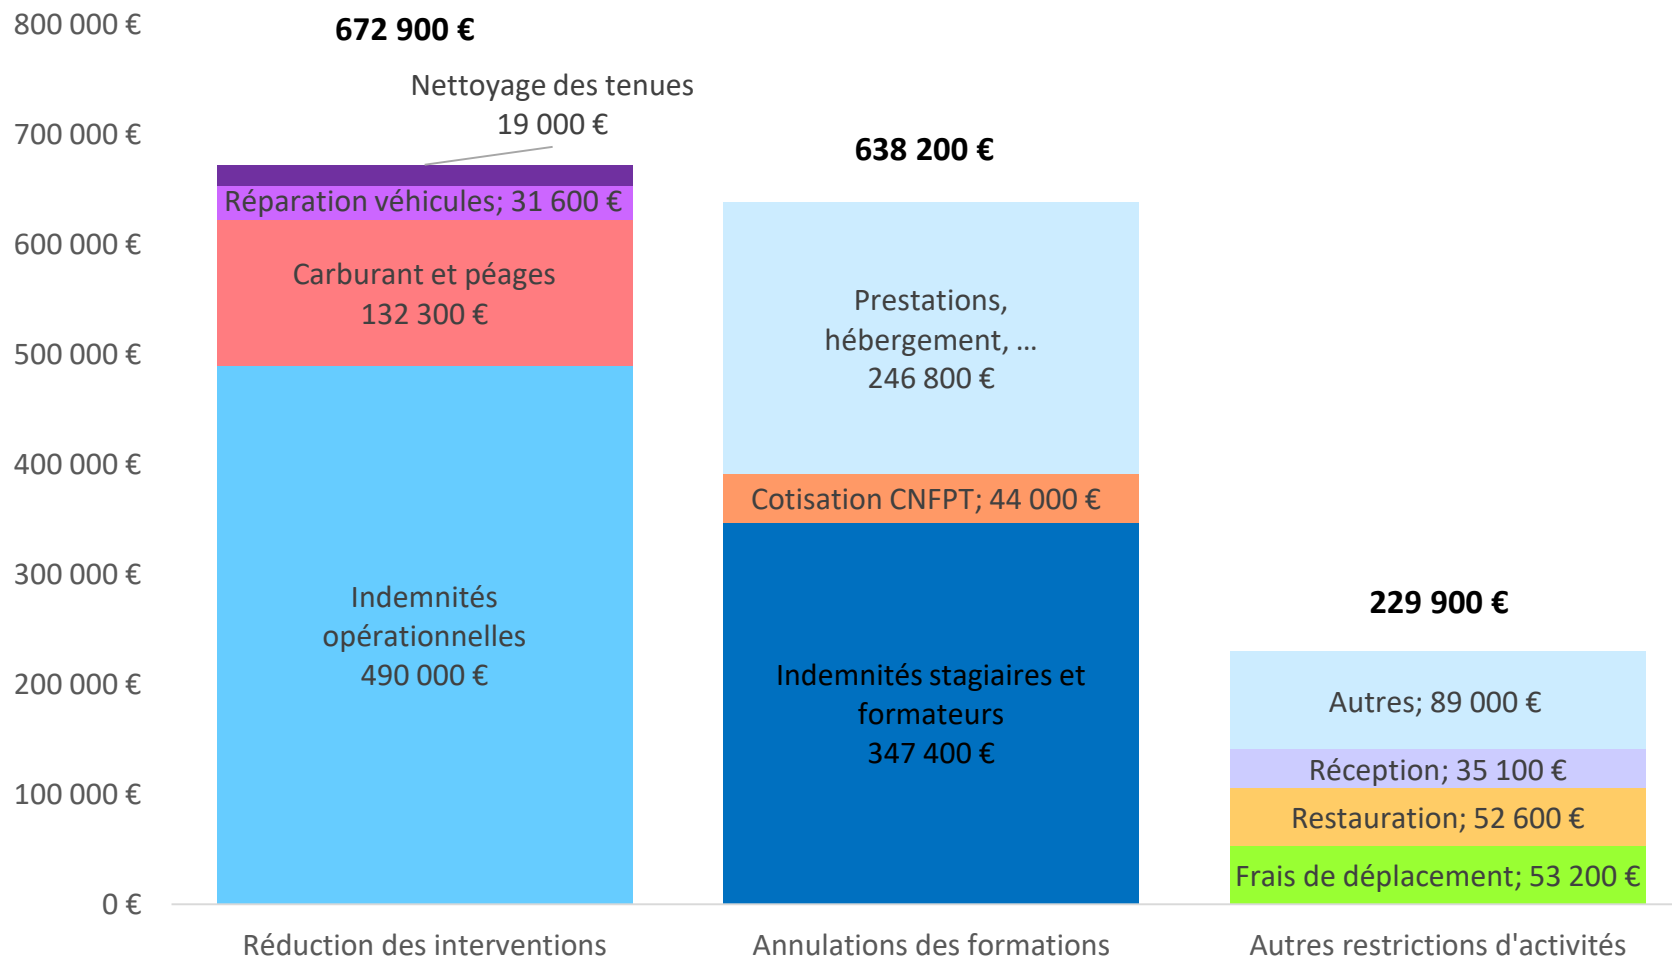 800 000 €
700 000 €
600 000 €
500 000 €
400 000 €
300 000 €
200 000 €
100 000 €
0 €
672 900 €
Nettoyage des tenues
19 000 €
Réparation véhicules; 31 600 €
Carburant et péages
132 300 €
Indemnités
opérationnelles
490 000 €
638 200 €
Prestations,
hébergement, ...
246 800 €
Cotisation CNFPT; 44 000 €
Indemnités stagiaires et
formateurs
347 400 €
229 900 €
Autres; 89 000 €
Réception; 35 100 €
Restauration; 52 600 €
Frais de déplacement; 53 200 €
Réduction des interventions
Annulations des formations
Autres restrictions d'activités